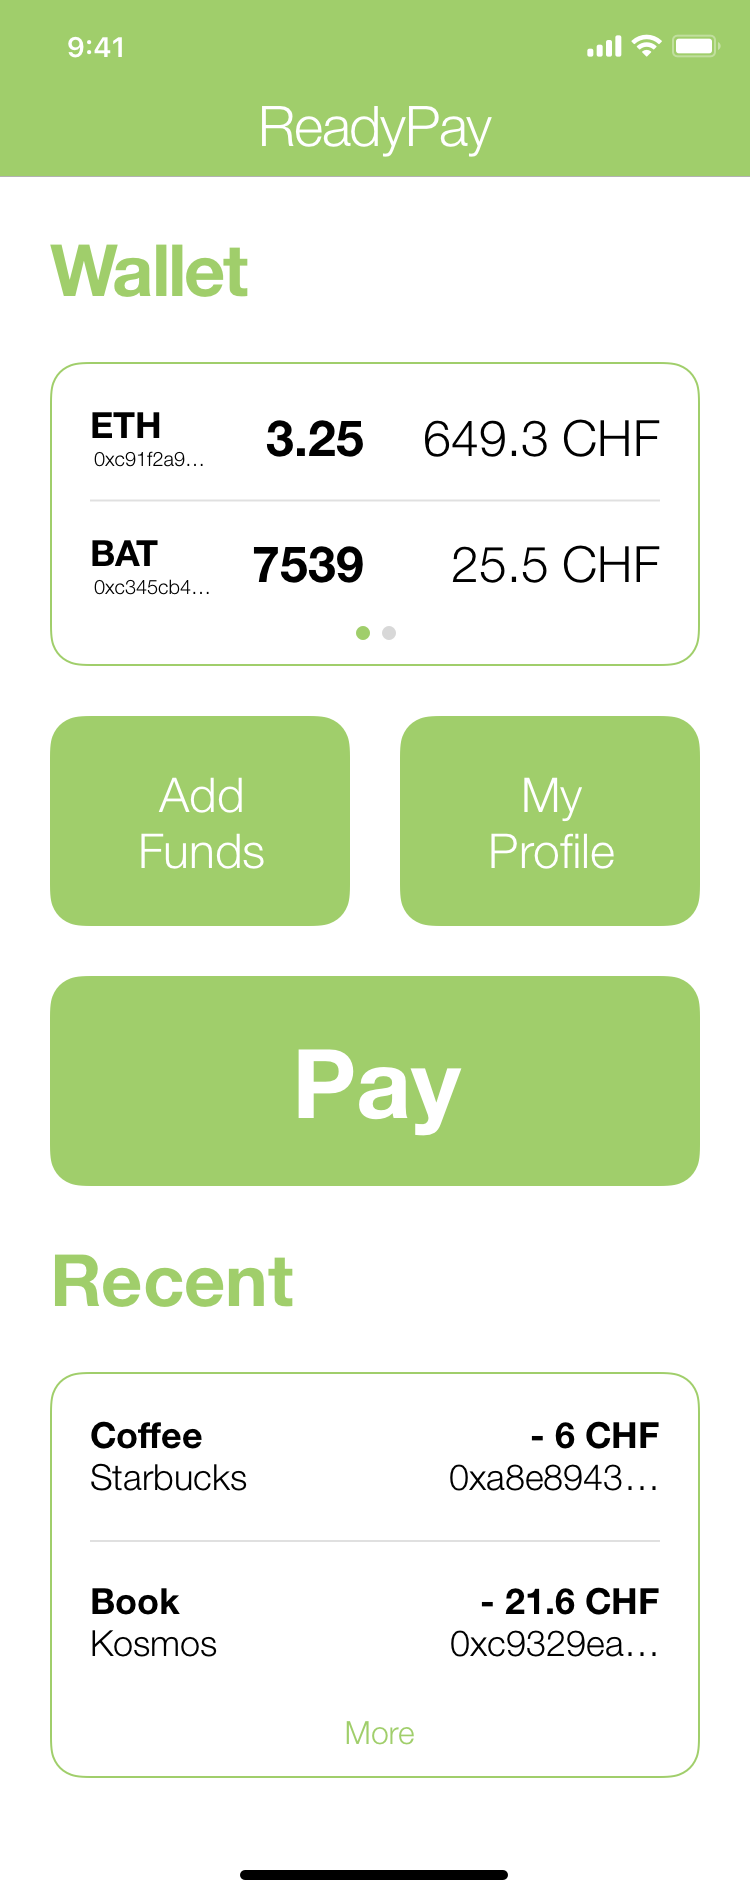 9:41
ReadyPay
Wallet
ETH 3.25 649.3 CHF
0xc91f2a9...
BAT 7539 25.5 CHF
0xc345cb4...
Add My
Funds Profile
Pay
Recent
Coffee - 6 CHF
Starbucks 0xa8e8943...
Book - 21.6 CHF
Kosmos 0xc9329ea...
More